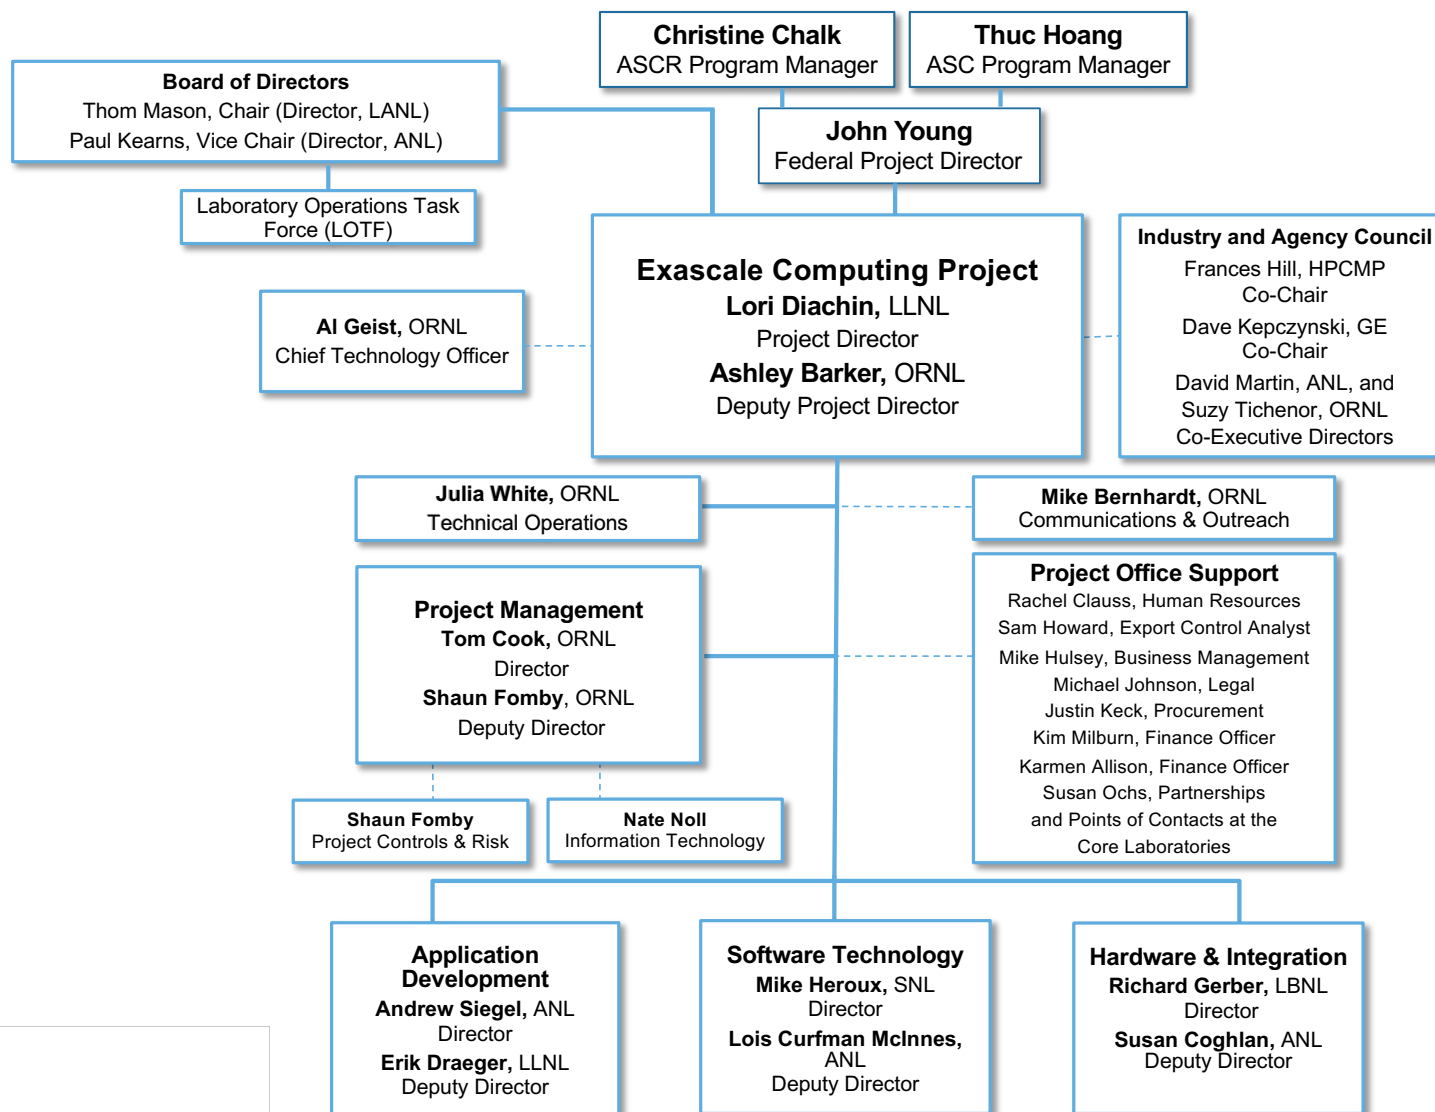 Christine Chalk
ASCR Program Manager
Thuc Hoang
ASC Program Manager
Board of Directors
Thom Mason, Chair (Director, LANL)
Paul Kearns, Vice Chair (Director, ANL)
John Young
Federal Project Director
Laboratory Operations Task
Force (LOTF)
Exascale Computing Project
Lori Diachin, LLNL
Project Director
Ashley Barker, ORNL
Deputy Project Director
Industry and Agency Council
Frances Hill, HPCMP
Co-Chair
Dave Kepczynski, GE
Co-Chair
David Martin, ANL, and
Suzy Tichenor, ORNL
Co-Executive Directors
Al Geist, ORNL
Chief Technology Officer
Julia White, ORNL
Technical Operations
Mike Bernhardt, ORNL
Communications & Outreach
Project Management
Tom Cook, ORNL
Director
Shaun Fomby, ORNL
Deputy Director
Project Office Support
Rachel Clauss, Human Resources
Sam Howard, Export Control Analyst
Mike Hulsey, Business Management
Michael Johnson, Legal
Justin Keck, Procurement
Kim Milburn, Finance Officer
Karmen Allison, Finance Officer
Susan Ochs, Partnerships
and Points of Contacts at the
Core Laboratories
Shaun Fomby
Project Controls & Risk
Nate Noll
Information Technology
Application
Development
Andrew Siegel, ANL
Director
Erik Draeger, LLNL
Deputy Director
Software Technology
Mike Heroux, SNL
Director
Lois Curfman McInnes,
ANL
Deputy Director
Hardware & Integration
Richard Gerber, LBNL
Director
Susan Coghlan, ANL
Deputy Director